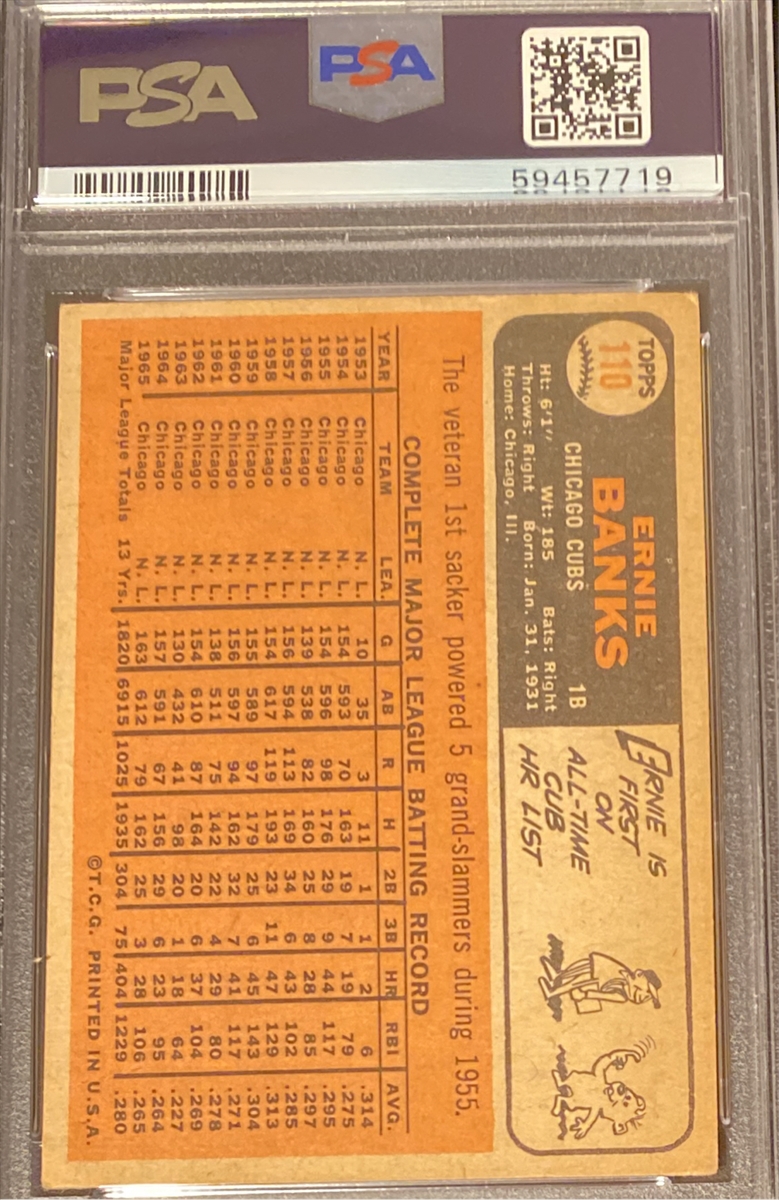 PSA
PSA
59457719
TOPPS
110
ERNIE
BANKS
CHICAGO CUBS 1B
Ht: 6'1" Wt: 185 Bats: Right
Throws: Right Born: Jan. 31, 1931
Home: Chicago, Ill.
ERNIE IS
FIRST
ON
ALL-TIME
CUB
HR LIST
The veteran 1st sacker powered 5 grand-slammers during 1955.
COMPLETE MAJOR LEAGUE BATTING RECORD
YEAR TEAM LEA. G AB R H 2B 3B HR RBI AVG.
1953 Chicago N. L. 10 35 3 11 1 1 2 6 .314
1954 Chicago N. L. 154 593 70 163 19 7 19 79 .275
1955 Chicago N. L. 154 596 98 176 29 9 44 117 .295
1956 Chicago N. L. 139 538 82 160 25 8 28 85 .297
1957 Chicago N. L. 156 594 113 169 34 6 43 102 .285
1958 Chicago N. L. 154 617 119 193 23 11 47 129 .313
1959 Chicago N. L. 155 589 97 179 25 6 45 143 .304
1960 Chicago N. L. 156 597 94 162 32 7 41 117 .271
1961 Chicago N. L. 138 511 75 142 22 4 29 80 .278
1962 Chicago N. L. 154 610 87 164 20 6 37 104 .269
1963 Chicago N. L. 130 432 41 98 20 1 18 64 .227
1964 Chicago N. L. 157 591 67 156 29 6 23 95 .264
1965 Chicago N. L. 163 612 79 162 25 3 28 106 .265
Major League Totals 13 Yrs. 1820 6915 1025 1935 304 75 404 1229 .280
©T.C.G. PRINTED IN U.S.A.